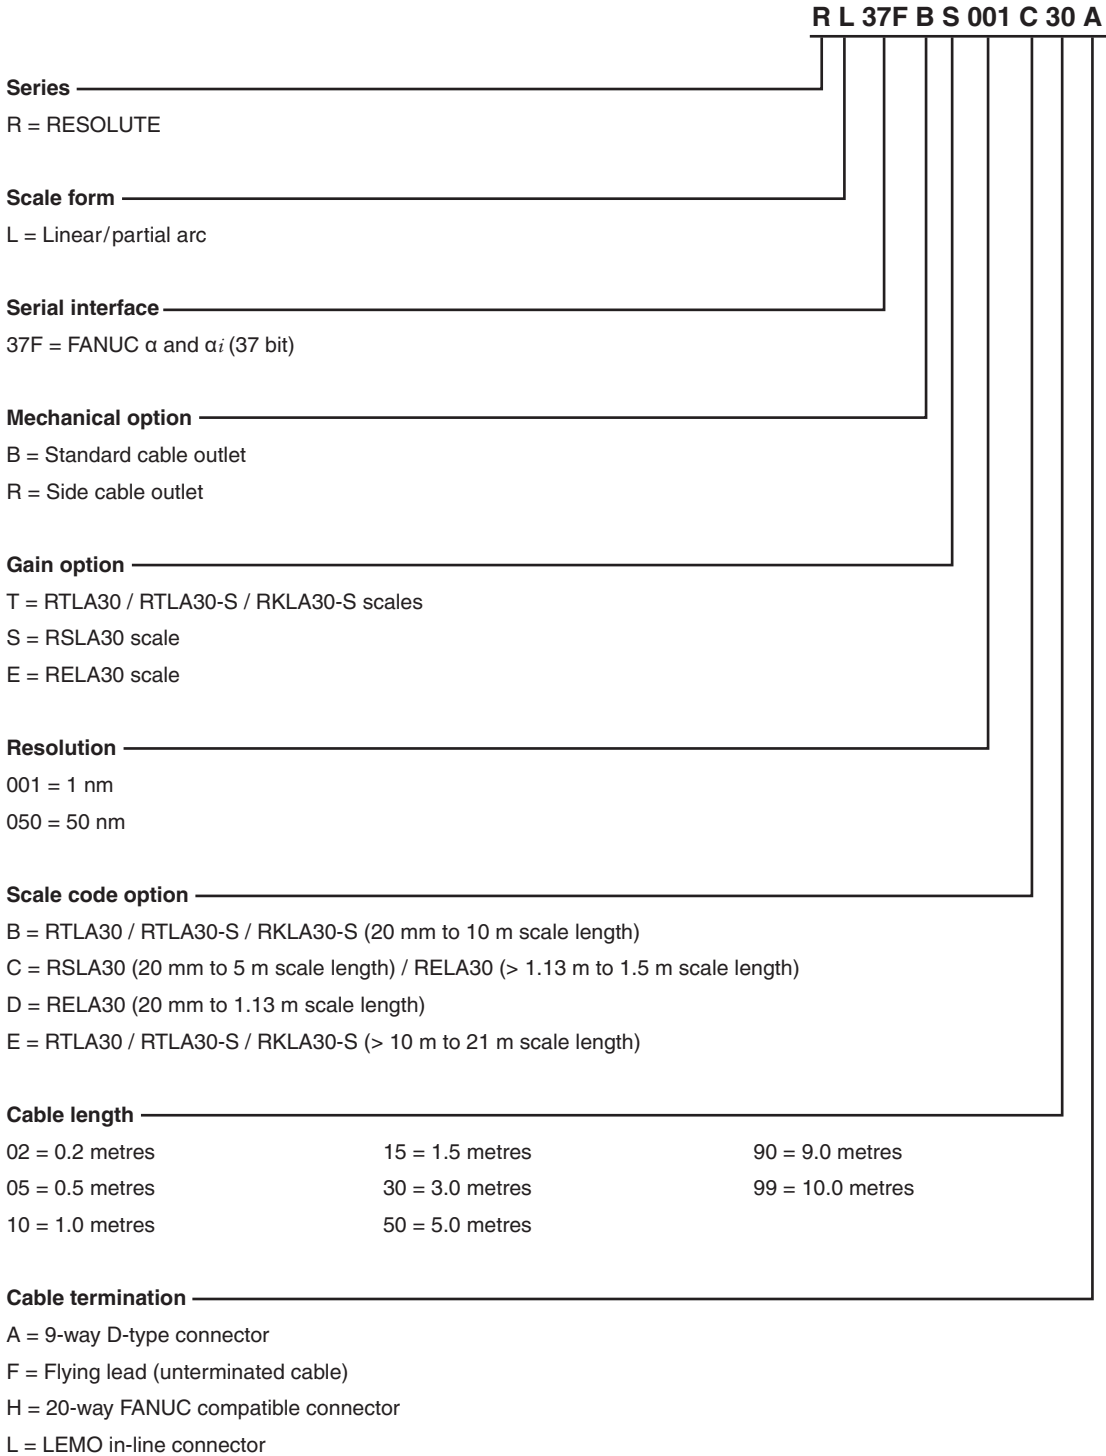 R L 37F B S 001 C 30 A
Series
R = RESOLUTE
Scale form
L = Linear/partial arc
Serial interface
37F = FANUC α and αi (37 bit)
Mechanical option
B = Standard cable outlet
R = Side cable outlet
Gain option
T = RTLA30 / RTLA30-S / RKLA30-S scales
S = RSLA30 scale
E = RELA30 scale
Resolution
001 = 1 nm
050 = 50 nm
Scale code option
B = RTLA30 / RTLA30-S / RKLA30-S (20 mm to 10 m scale length)
C = RSLA30 (20 mm to 5 m scale length) / RELA30 (> 1.13 m to 1.5 m scale length)
D = RELA30 (20 mm to 1.13 m scale length)
E = RTLA30 / RTLA30-S / RKLA30-S (> 10 m to 21 m scale length)
Cable length
02 = 0.2 metres 15 = 1.5 metres 90 = 9.0 metres
05 = 0.5 metres 30 = 3.0 metres 99 = 10.0 metres
10 = 1.0 metres 50 = 5.0 metres
Cable termination
A = 9-way D-type connector
F = Flying lead (unterminated cable)
H = 20-way FANUC compatible connector
L = LEMO in-line connector